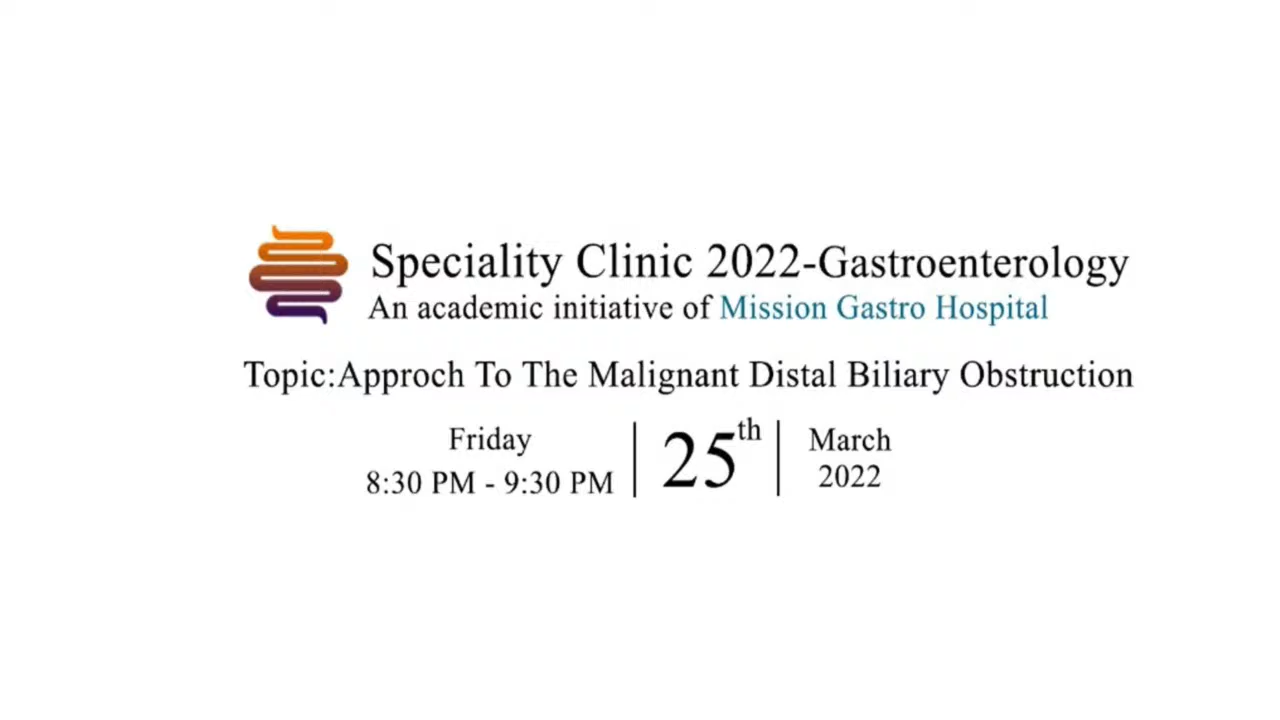 Speciality Clinic 2022-Gastroenterology
An academic initiative of Mission Gastro Hospital
Topic:Approch To The Malignant Distal Biliary Obstruction
Friday
8:30 PM - 9:30 PM
25th
March
2022